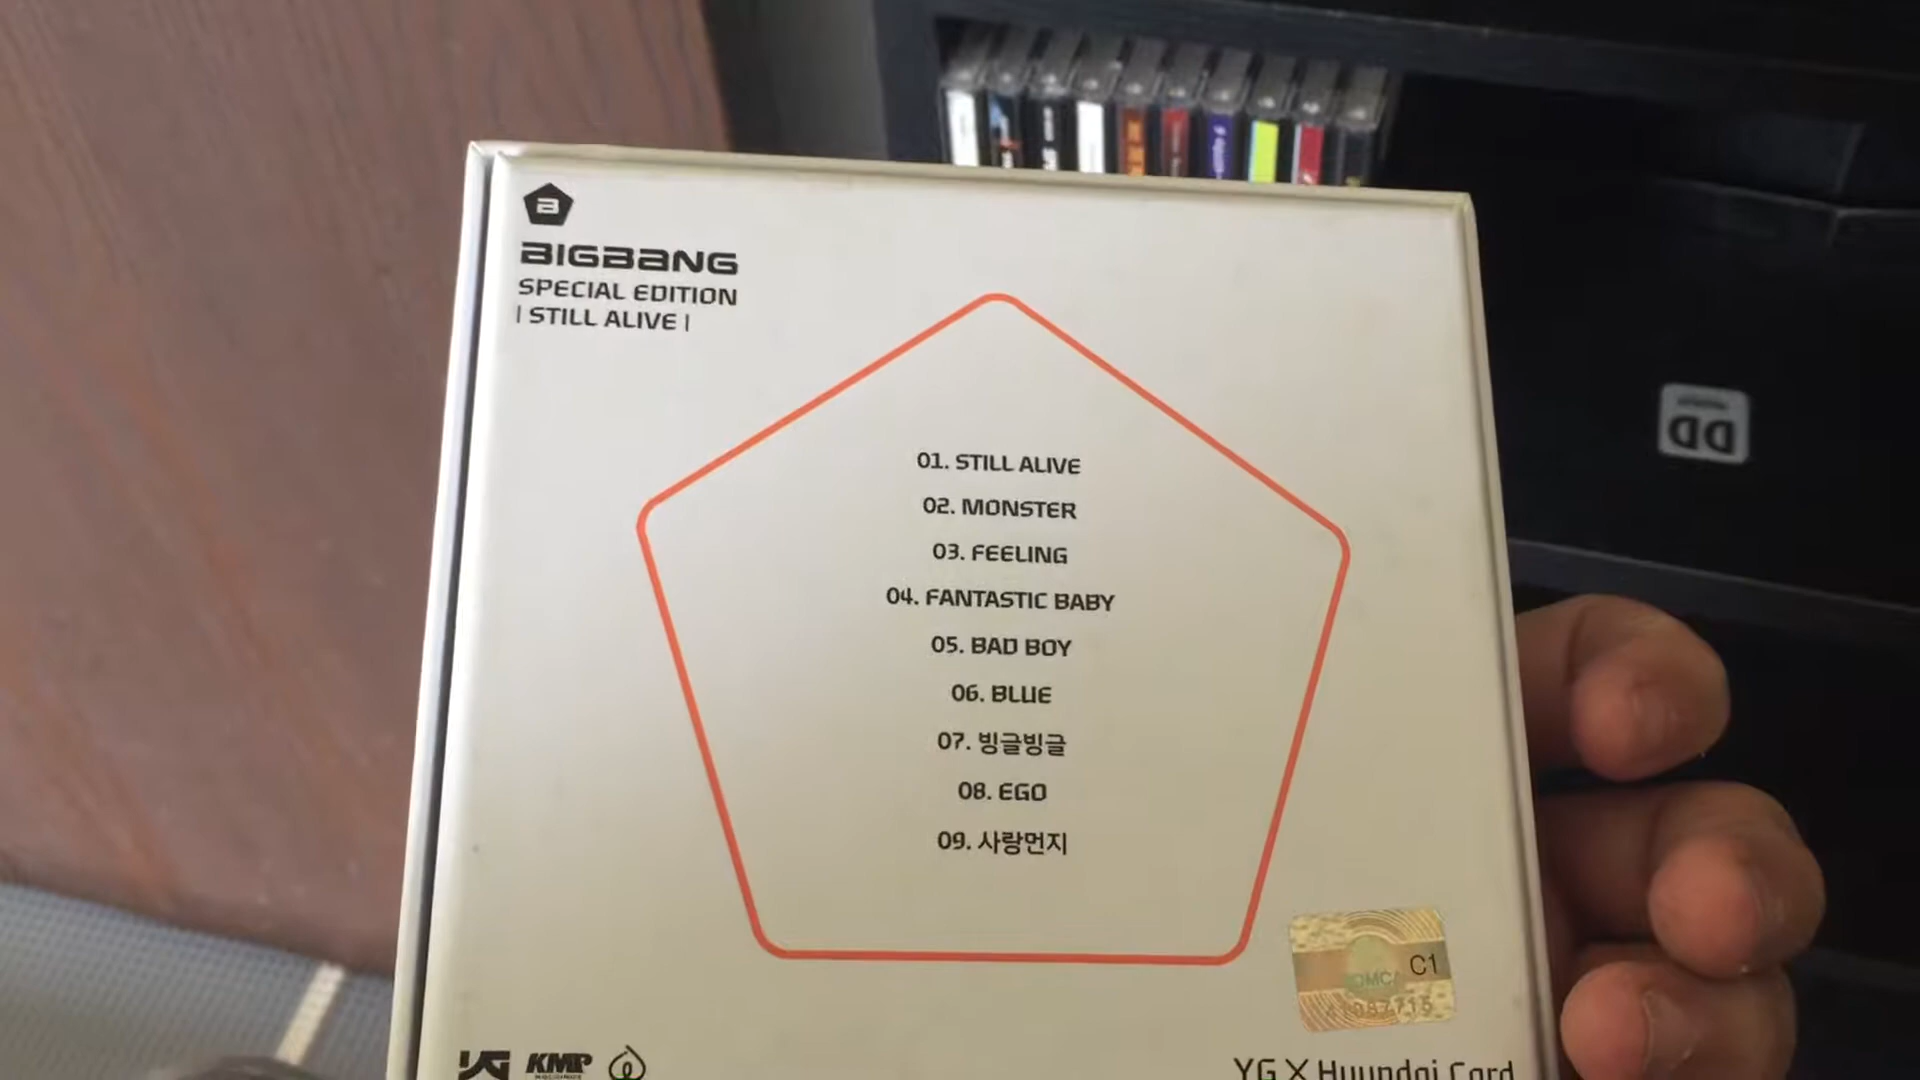 BIGBANG
SPECIAL EDITION
| STILL ALIVE |
01. STILL ALIVE
02. MONSTER
03. FEELING
04. FANTASTIC BABY
05. BAD BOY
06. BLUE
07. 빙글빙글
08. EGO
09. 사랑먼지
C1
YG
KMP
HOLDINGS
YG X Hyundai Card